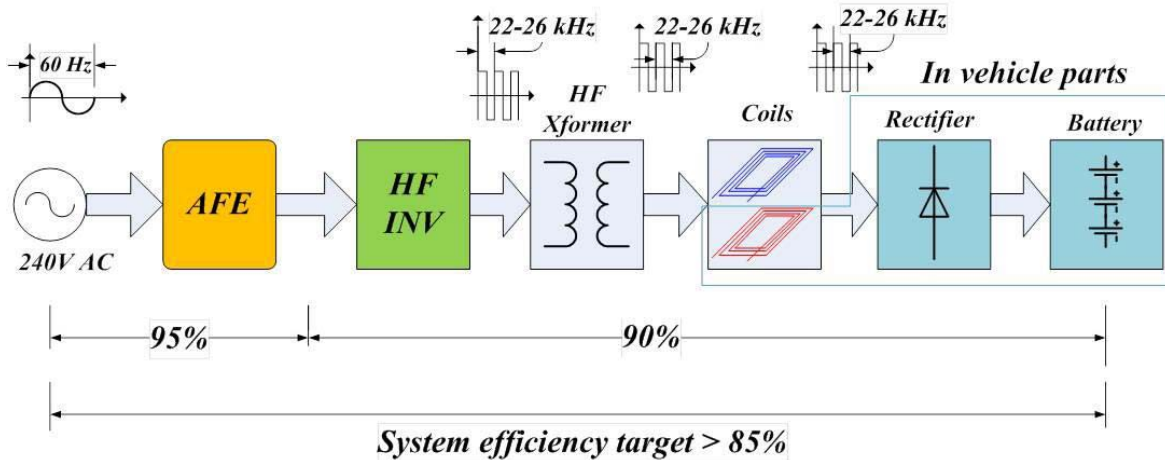 22-26 kHz
22-26 kHz
22-26 kHz
60 Hz
In vehicle parts
HF
Xformer
Coils
Rectifier
Battery
AFE
HF
INV
240V AC
95%
90%
System efficiency target > 85%